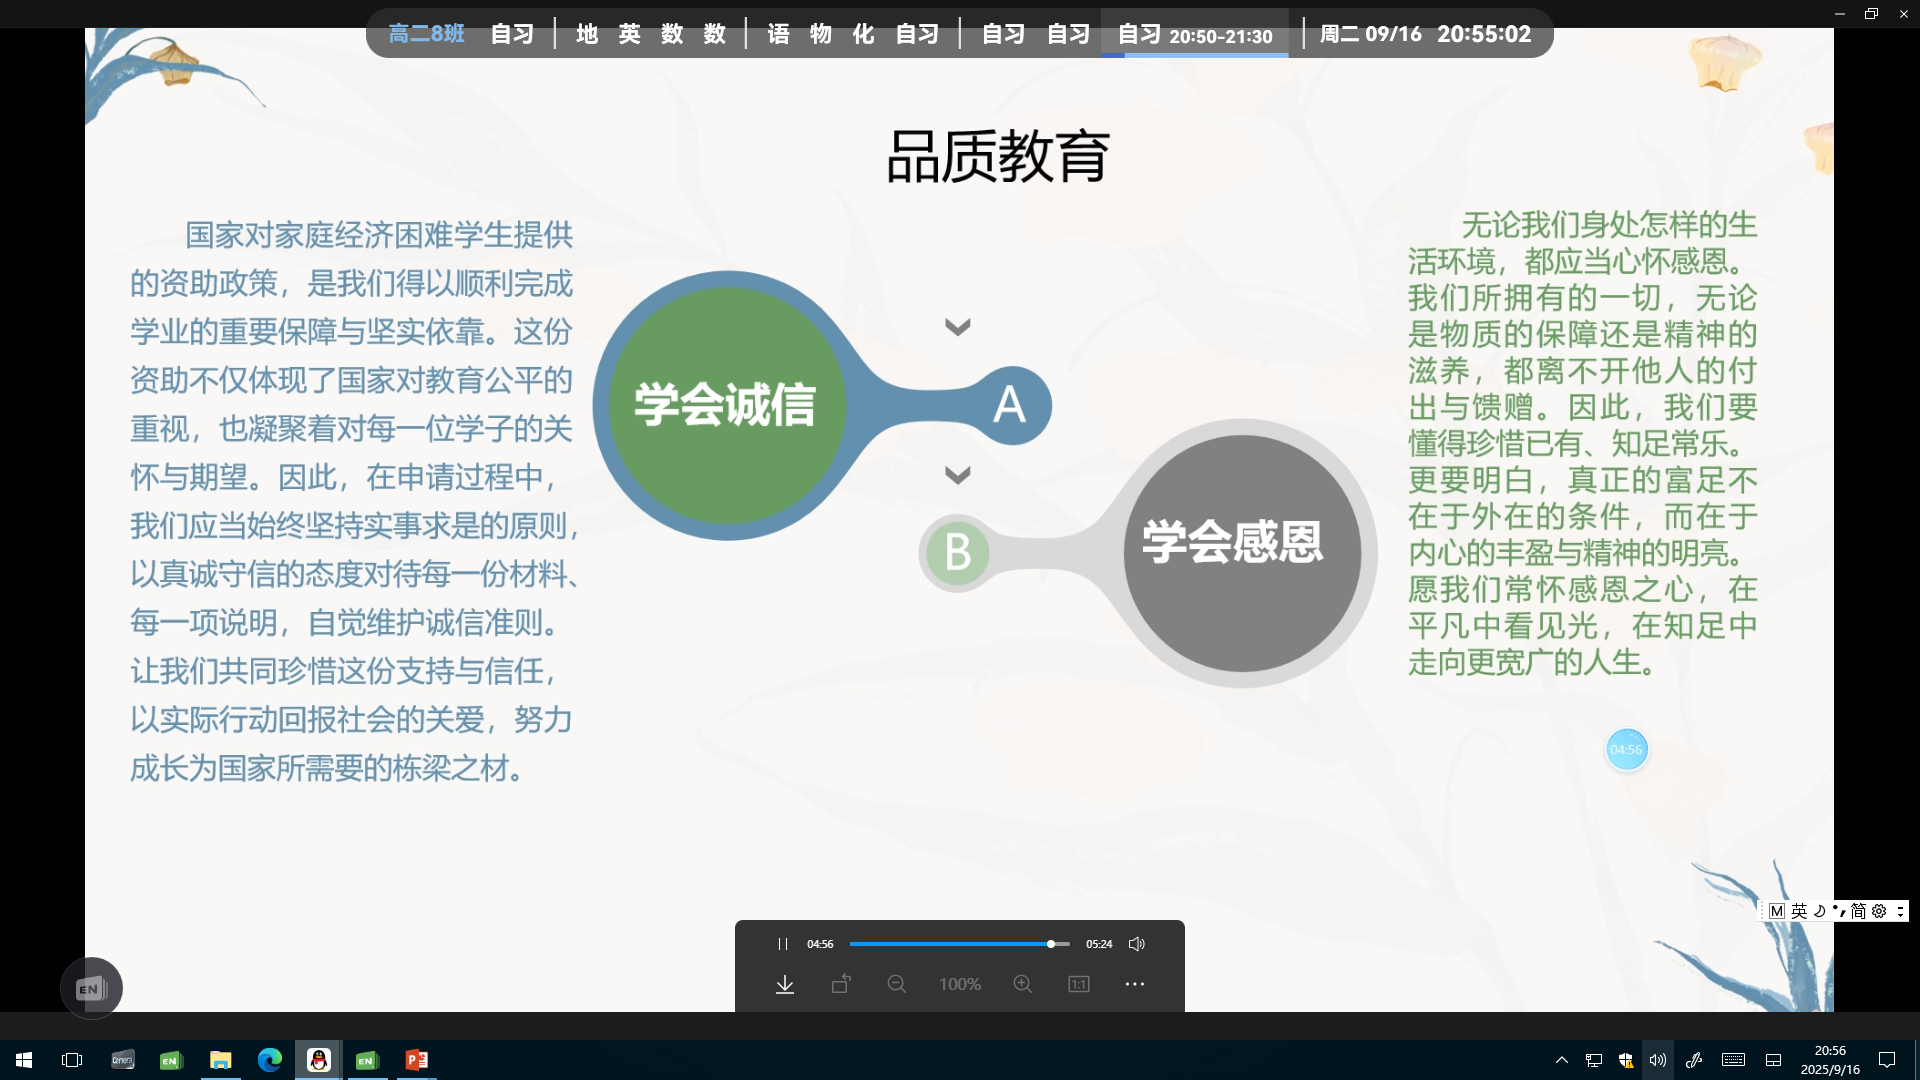 高二8班 自习 | 地 英 数 数 | 语 物 化 自习 | 自习 自习 自习 20:50-21:30 | 周二 09/16 20:55:02
品质教育
国家对家庭经济困难学生提供
的资助政策，是我们得以顺利完成
学业的重要保障与坚实依靠。这份
资助不仅体现了国家对教育公平的
重视，也凝聚着对每一位学子的关
怀与期望。因此，在申请过程中，
我们应当始终坚持实事求是的原则，
以真诚守信的态度对待每一份材料、
每一项说明，自觉维护诚信准则。
让我们共同珍惜这份支持与信任，
以实际行动回报社会的关爱，努力
成长为国家所需要的栋梁之材。
学会诚信
A
B
学会感恩
无论我们身处怎样的生
活环境，都应当心怀感恩。
我们所拥有的一切，无论
是物质的保障还是精神的
滋养，都离不开他人的付
出与馈赠。因此，我们要
懂得珍惜已有、知足常乐。
更要明白，真正的富足不
在于外在的条件，而在于
内心的丰盈与精神的明亮。
愿我们常怀感恩之心，在
平凡中看见光，在知足中
走向更宽广的人生。
04:56
M 英 简
04:56 05:24
100% 1:1
EN
EN EN
20:56
2025/9/16